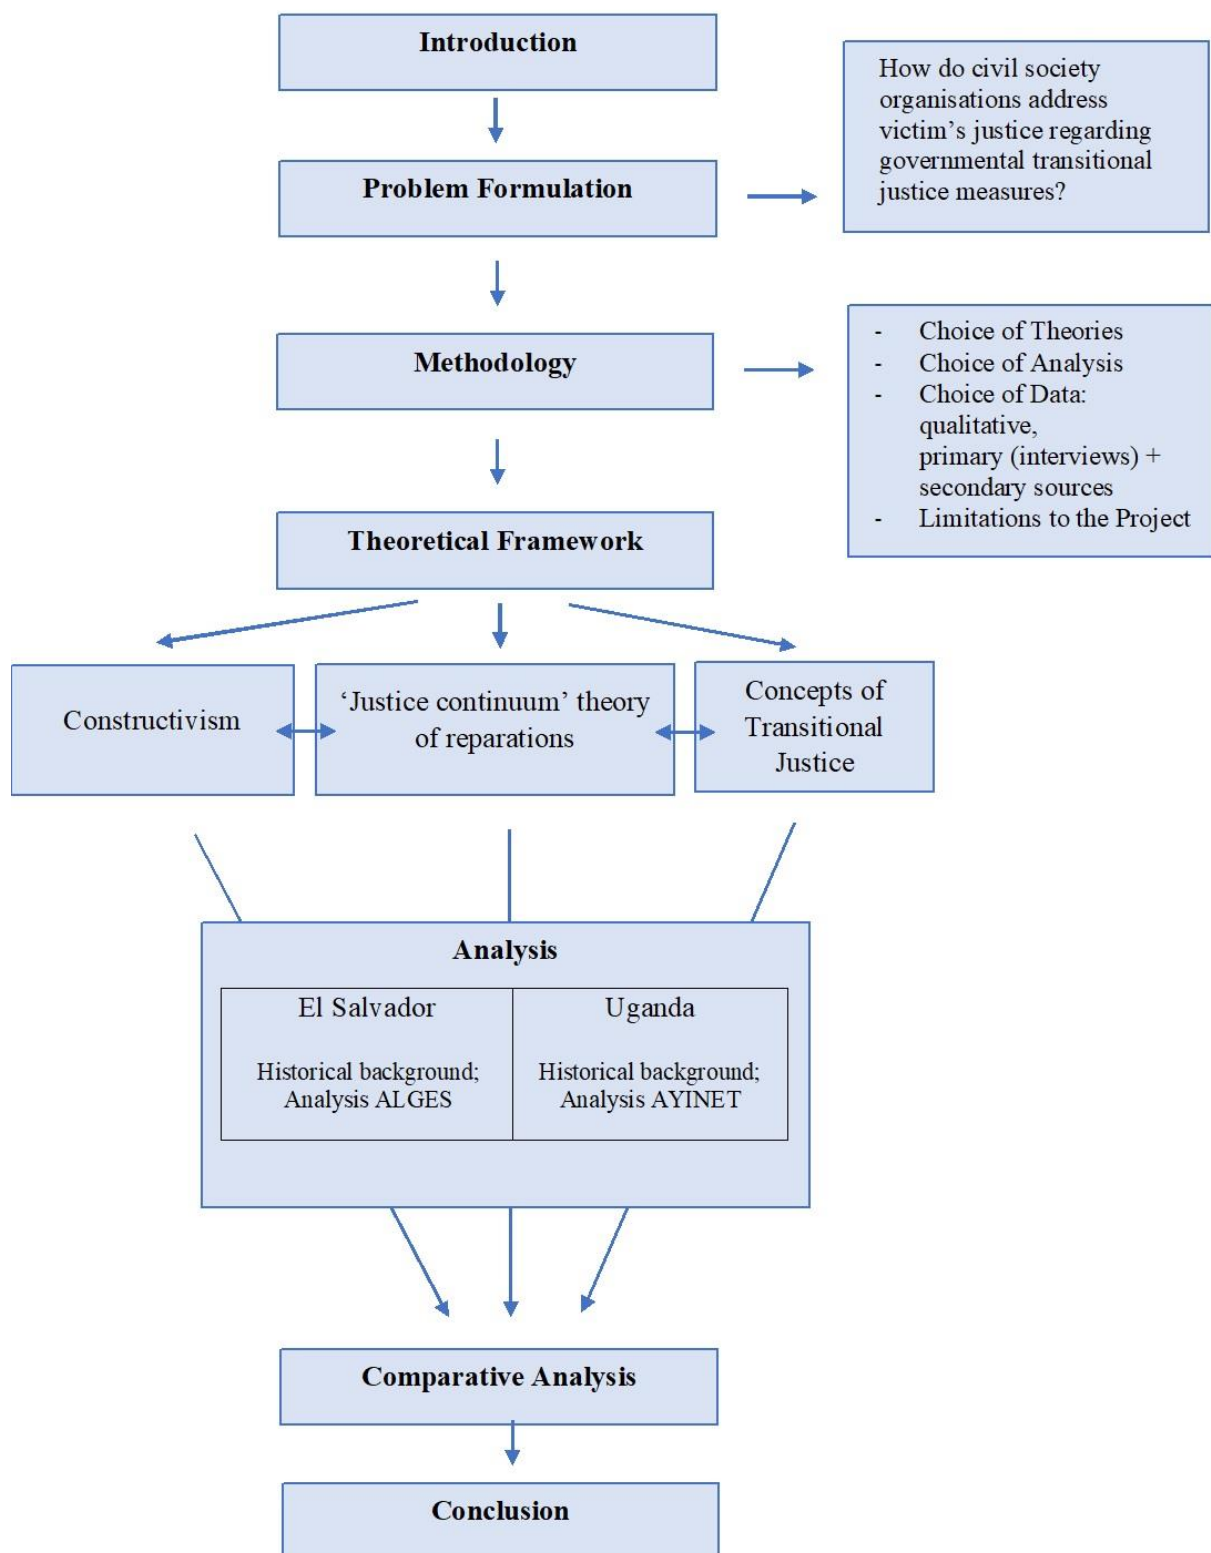 Introduction
How do civil society
organisations address
victim's justice regarding
governmental transitional
justice measures?
Problem Formulation
Methodology
- Choice of Theories
- Choice of Analysis
- Choice of Data:
qualitative,
primary (interviews) +
secondary sources
- Limitations to the Project
Theoretical Framework
Constructivism
‘Justice continuum’ theory
of reparations
Concepts of
Transitional
Justice
Analysis
El Salvador
Historical background;
Analysis ALGES
Uganda
Historical background;
Analysis AYINET
Comparative Analysis
Conclusion